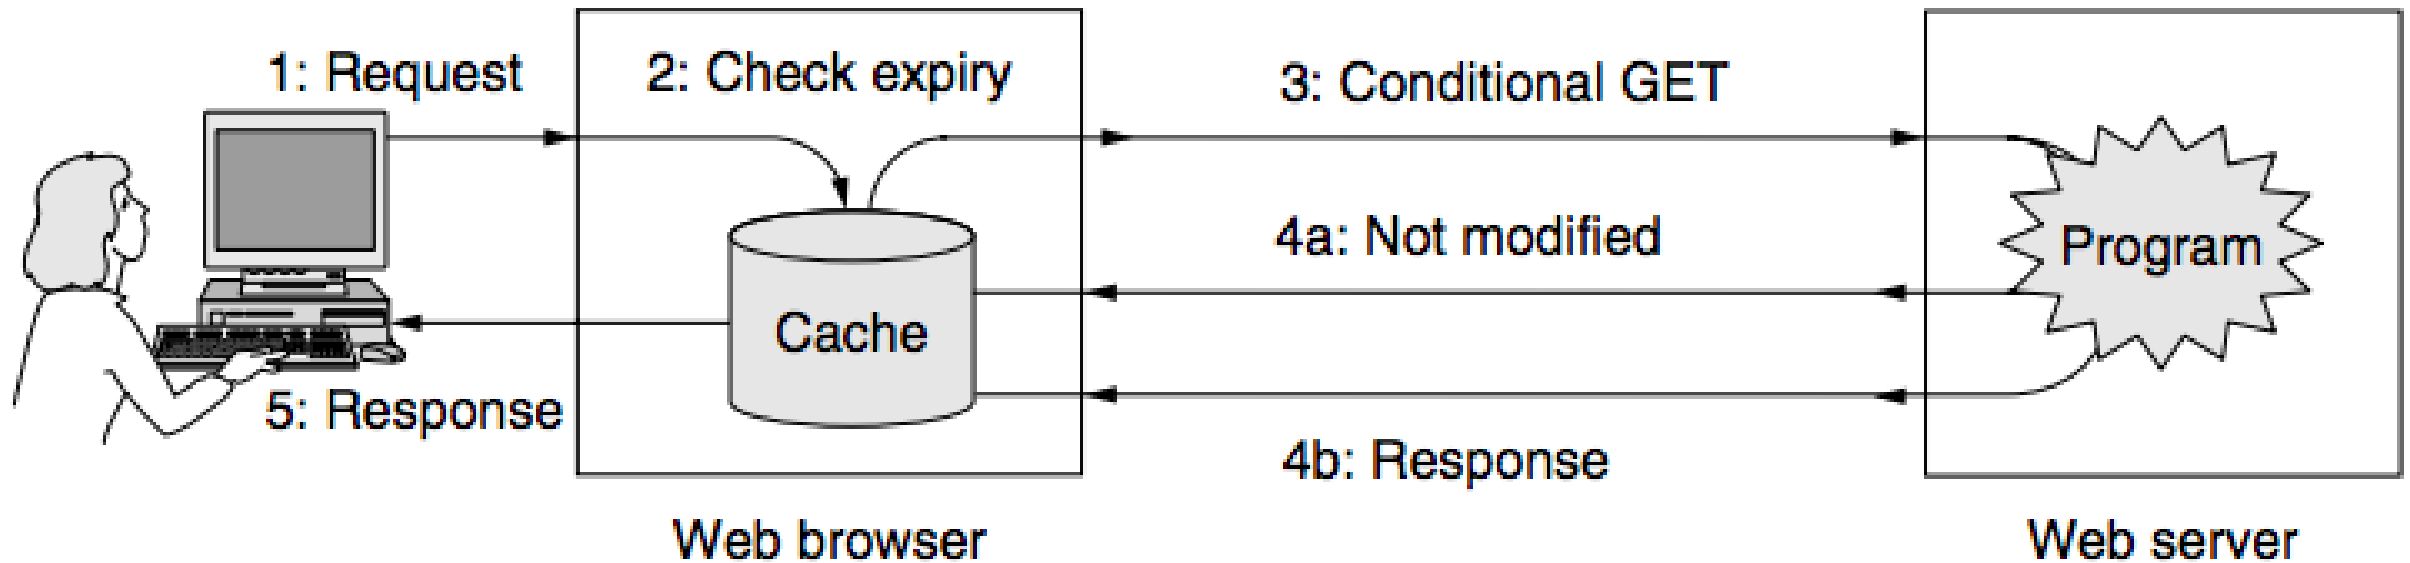 1: Request
2: Check expiry
3: Conditional GET
4a: Not modified
Program
Cache
5: Response
4b: Response
Web browser
Web server